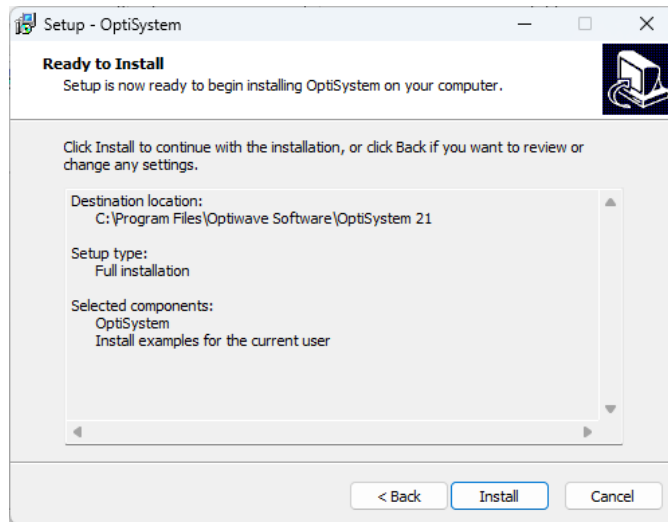 Setup - OptiSystem
Ready to Install
Setup is now ready to begin installing OptiSystem on your computer.
Click Install to continue with the installation, or click Back if you want to review or
change any settings.
Destination location:
C:\Program Files\Optiwave Software\OptiSystem 21
Setup type:
Full installation
Selected components:
OptiSystem
Install examples for the current user
< Back
Install
Cancel